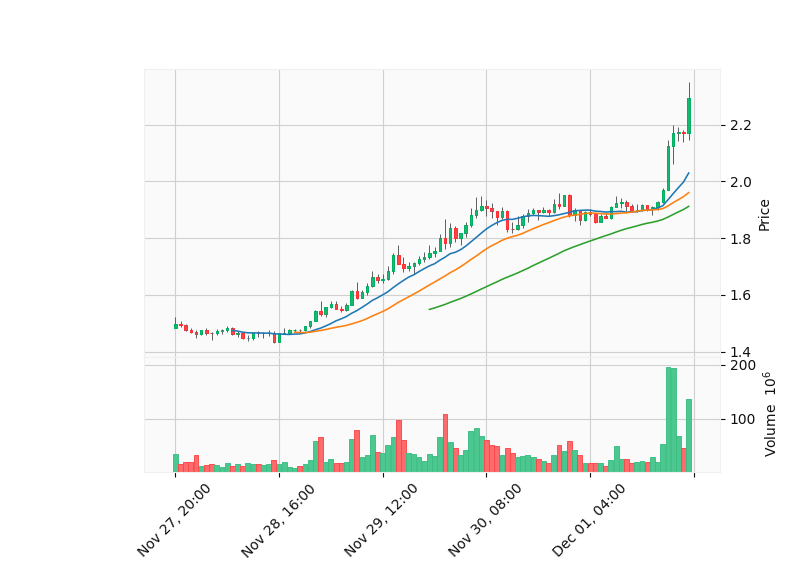 2.2
2.0
1.8
1.6
1.4
Price
200
100
Volume 10^6
Nov 27, 20:00
Nov 28, 16:00
Nov 29, 12:00
Nov 30, 08:00
Dec 01, 04:00